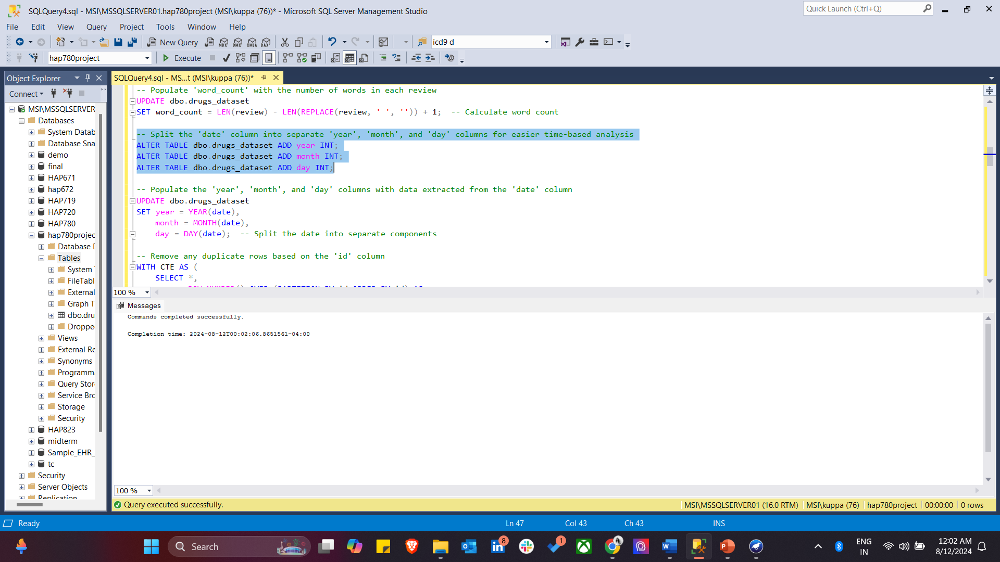 SQLQuery4.sql - MSI\MSSQLSERVER01.hap780project (MSI\kuppa (76))* - Microsoft SQL Server Management Studio
Quick Launch (Ctrl+Q)
File Edit View Query Project Tools Window Help
New Query MDX DMX XMLA DAX
icd9 d
hap780project
Execute
Object Explorer
SQLQuery4.sql - MS...t (MSI\kuppa (76))*
Connect
MSI\MSSQLSERVER
Databases
System Datab
Database Sna
demo
final
HAP671
hap672
HAP719
HAP720
HAP780
hap780projec
Database D
Tables
System
FileTabl
External
Graph T
dbo.dru
Droppe
Views
External Re
Synonyms
Programm
Query Stor
Service Bro
Storage
Security
HAP823
midterm
Sample_EHR_
tc
Security
Server Objects
Replication
-- Populate 'word_count' with the number of words in each review
UPDATE dbo.drugs_dataset
SET word_count = LEN(review) - LEN(REPLACE(review, ' ', '')) + 1;  -- Calculate word count
-- Split the 'date' column into separate 'year', 'month', and 'day' columns for easier time-based analysis
ALTER TABLE dbo.drugs_dataset ADD year INT;
ALTER TABLE dbo.drugs_dataset ADD month INT;
ALTER TABLE dbo.drugs_dataset ADD day INT;
-- Populate the 'year', 'month', and 'day' columns with data extracted from the 'date' column
UPDATE dbo.drugs_dataset
SET year = YEAR(date),
month = MONTH(date),
day = DAY(date);  -- Split the date into separate components
-- Remove any duplicate rows based on the 'id' column
WITH CTE AS (
SELECT *,
100 %
Messages
Commands completed successfully.
Completion time: 2024-08-12T00:02:06.8651561-04:00
100 %
Query executed successfully.
MSI\MSSQLSERVER01 (16.0 RTM) MSI\kuppa (76) hap780project 00:00:00 0 rows
Ready
Ln 47 Col 43 Ch 43 INS
Search
8
1
ENG
IN
12:02 AM
8/12/2024